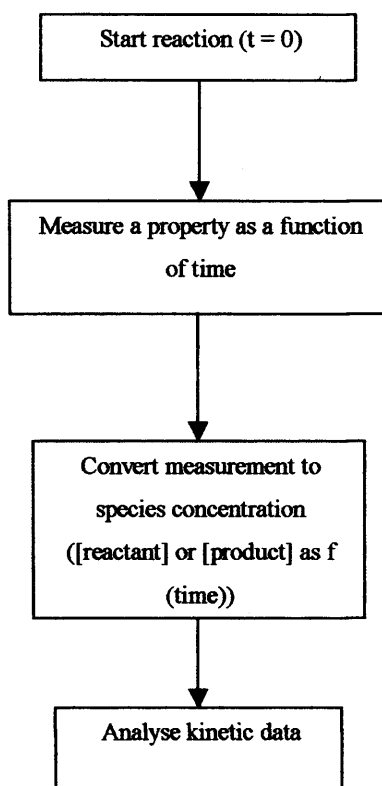 Start reaction (t = 0)
Measure a property as a function
of time
Convert measurement to
species concentration
([reactant] or [product] as f
(time))
Analyse kinetic data